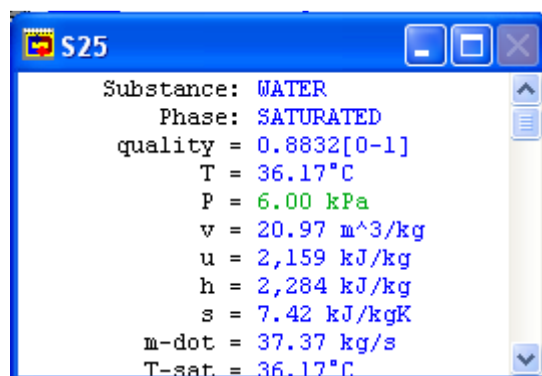 S25
Substance: WATER
Phase: SATURATED
quality = 0.8832[0-1]
T = 36.17°C
P = 6.00 kPa
v = 20.97 m^3/kg
u = 2,159 kJ/kg
h = 2,284 kJ/kg
s = 7.42 kJ/kgK
m-dot = 37.37 kg/s
T-sat = 36.17°C